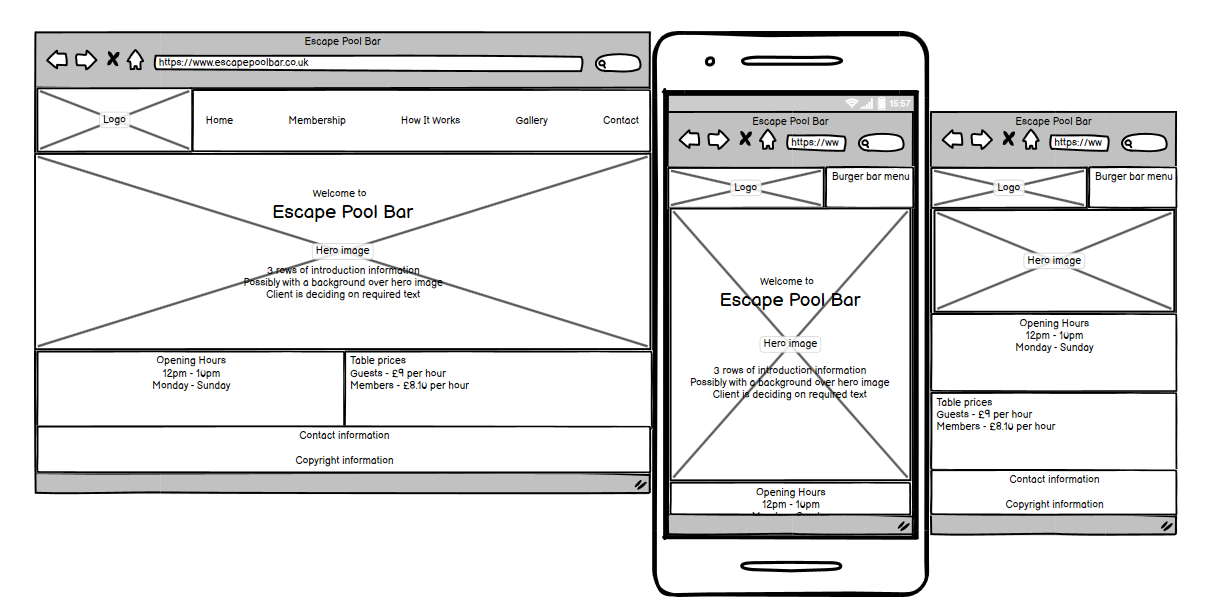 Escape Pool Bar
https://www.escapepoolbar.co.uk
Logo
Home
Membership
How It Works
Gallery
Contact
Welcome to
Escape Pool Bar
Hero image
3 rows of introduction information
Possibly with a background over hero image
Client is deciding on required text
Opening Hours
12pm - 10pm
Monday - Sunday
Table prices
Guests - £9 per hour
Members - £8.10 per hour
Contact information
Copyright information
15:57
Escape Pool Bar
https://ww
Logo
Burger bar menu
Welcome to
Escape Pool Bar
Hero image
3 rows of introduction information
Possibly with a background over hero image
Client is deciding on required text
Opening Hours
12pm - 10pm
Escape Pool Bar
https://ww
Logo
Burger bar menu
Hero image
Opening Hours
12pm - 10pm
Monday - Sunday
Table prices
Guests - £9 per hour
Members - £8.10 per hour
Contact information
Copyright information